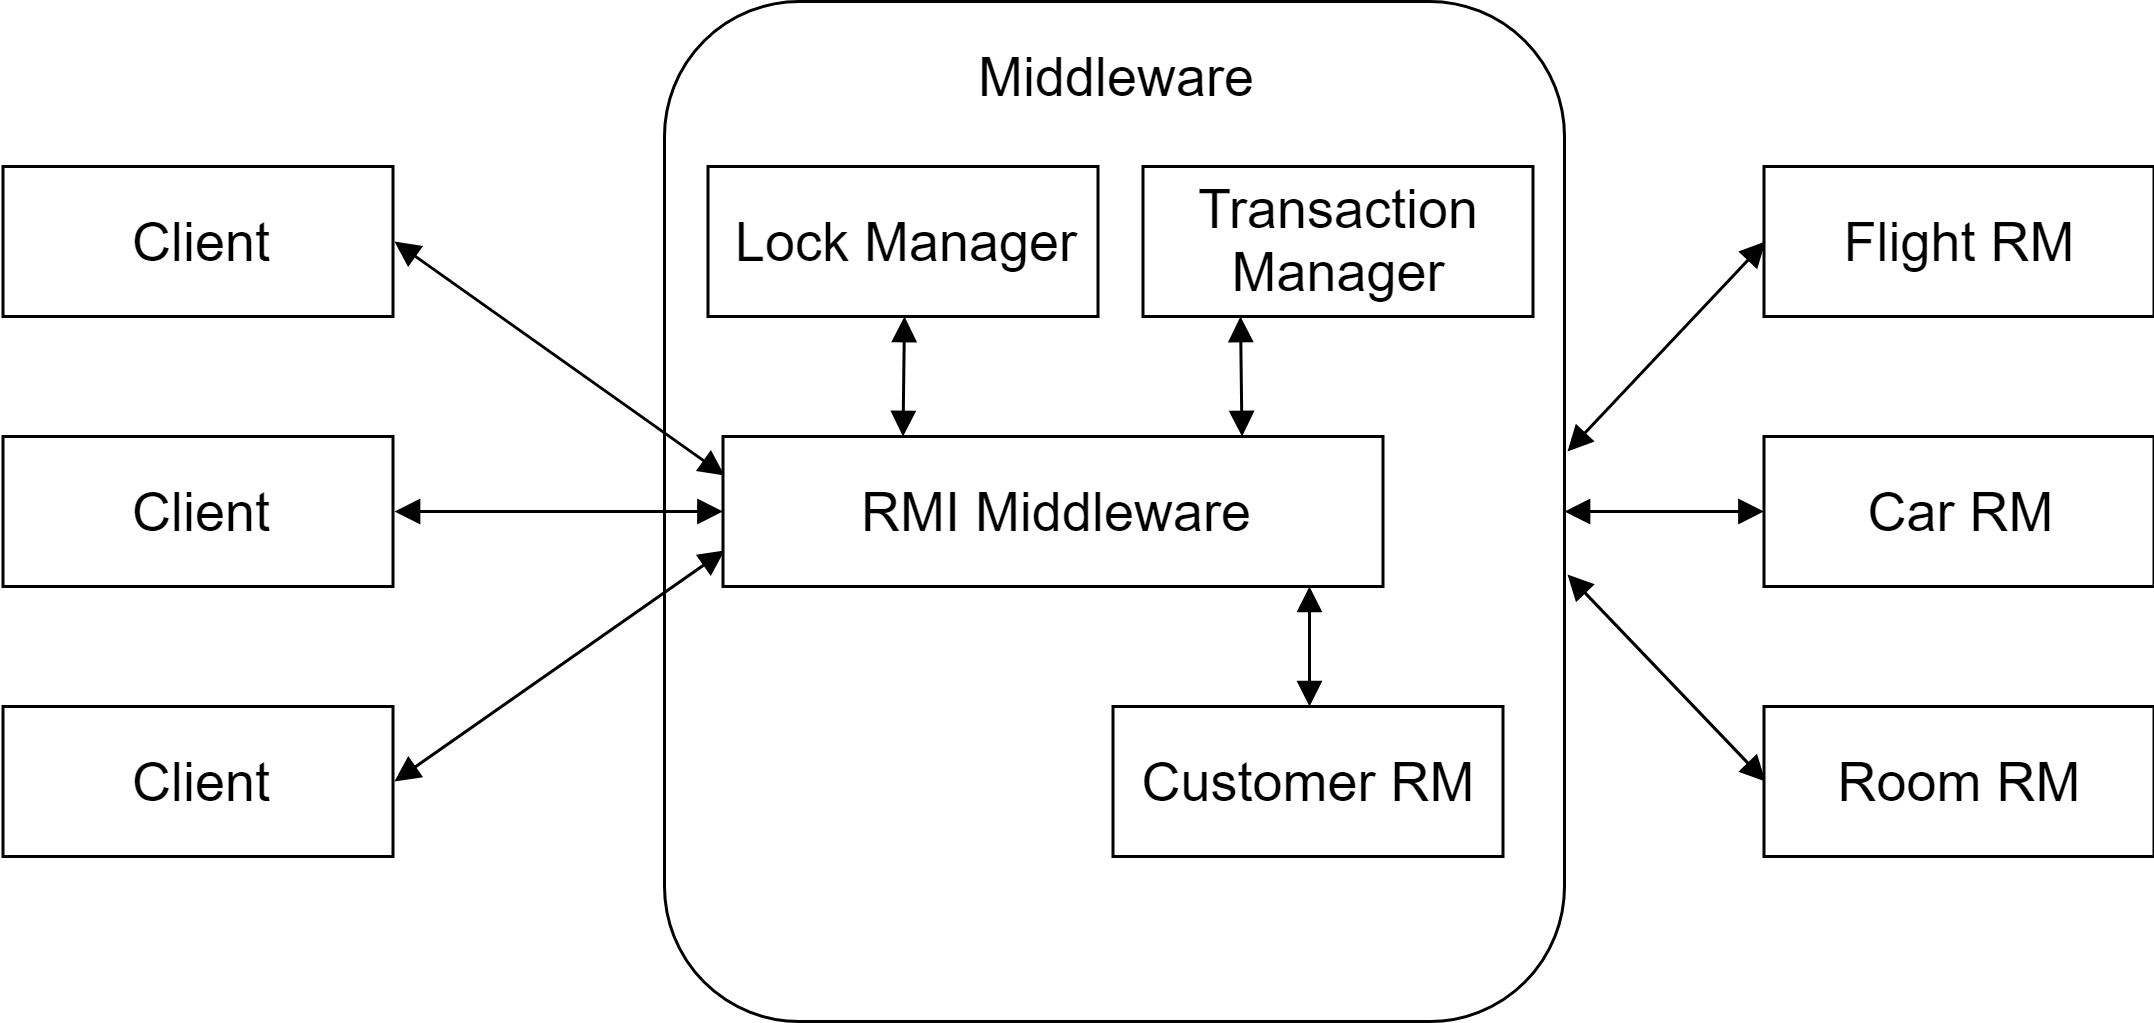 Middleware
Client
Lock Manager
Transaction
Manager
Flight RM
Client
RMI Middleware
Car RM
Client
Customer RM
Room RM